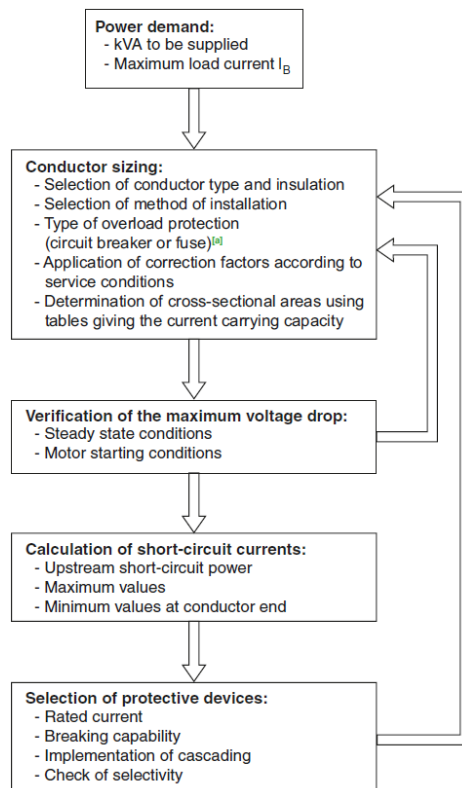 Power demand:
- kVA to be supplied
- Maximum load current IB
Conductor sizing:
- Selection of conductor type and insulation
- Selection of method of installation
- Type of overload protection
(circuit breaker or fuse)[a]
- Application of correction factors according to
service conditions
- Determination of cross-sectional areas using
tables giving the current carrying capacity
Verification of the maximum voltage drop:
- Steady state conditions
- Motor starting conditions
Calculation of short-circuit currents:
- Upstream short-circuit power
- Maximum values
- Minimum values at conductor end
Selection of protective devices:
- Rated current
- Breaking capability
- Implementation of cascading
- Check of selectivity